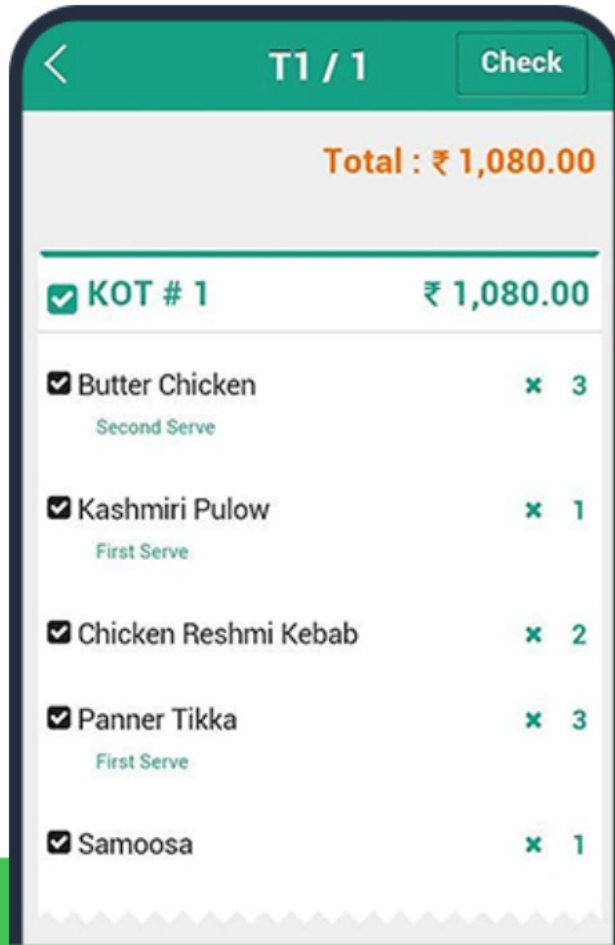 T1 / 1 Check
Total : ₹ 1,080.00
KOT # 1 ₹ 1,080.00
Butter Chicken × 3
Second Serve
Kashmiri Pulow × 1
First Serve
Chicken Reshmi Kebab × 2
Panner Tikka × 3
First Serve
Samoosa × 1